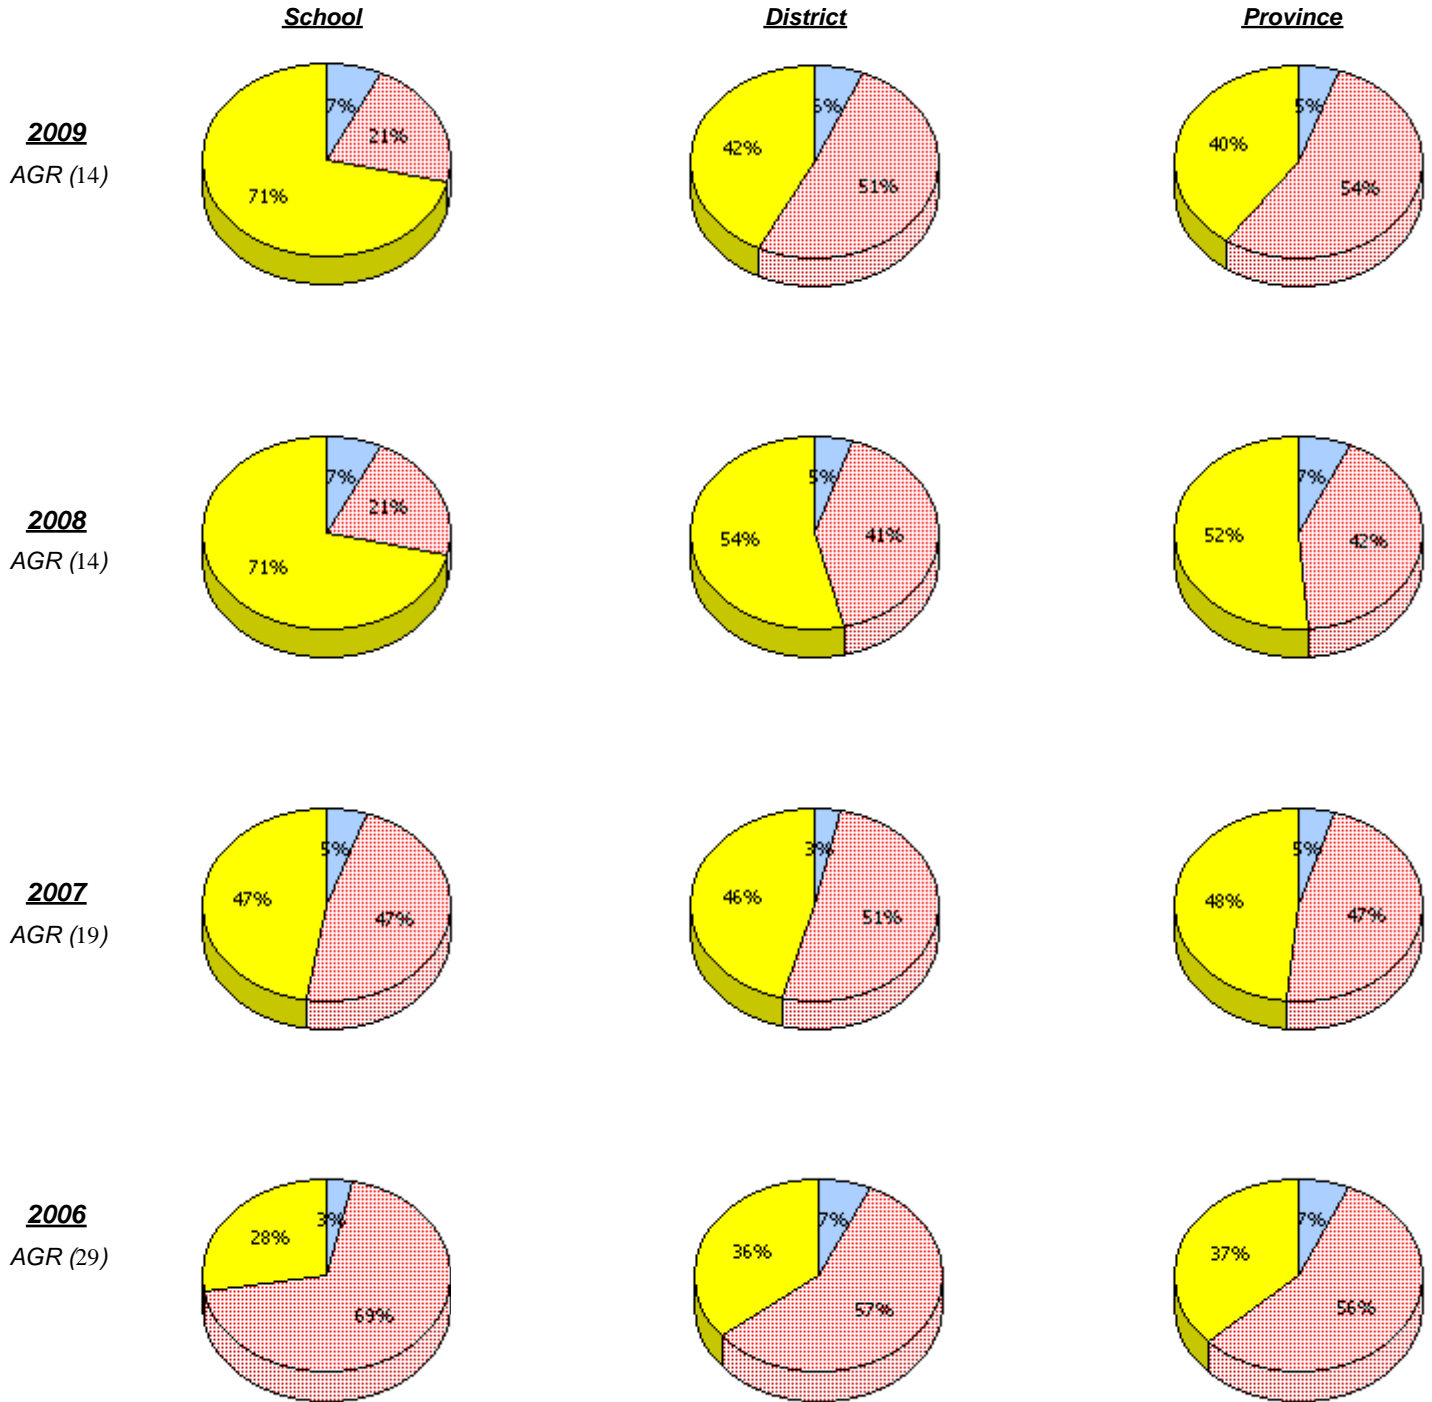 School District Province
7% 6% 5%
2009
21%
42% 40%
AGR (14)
51% 54%
71%
7% 5% 7%
21%
2008
54% 41% 52% 42%
AGR (14)
71%
5% 3% 5%
2007
47% 46% 48%
47% 51% 47%
AGR (19)
2006
3% 7% 7%
28% 36% 37%
AGR (29)
69% 57% 56%